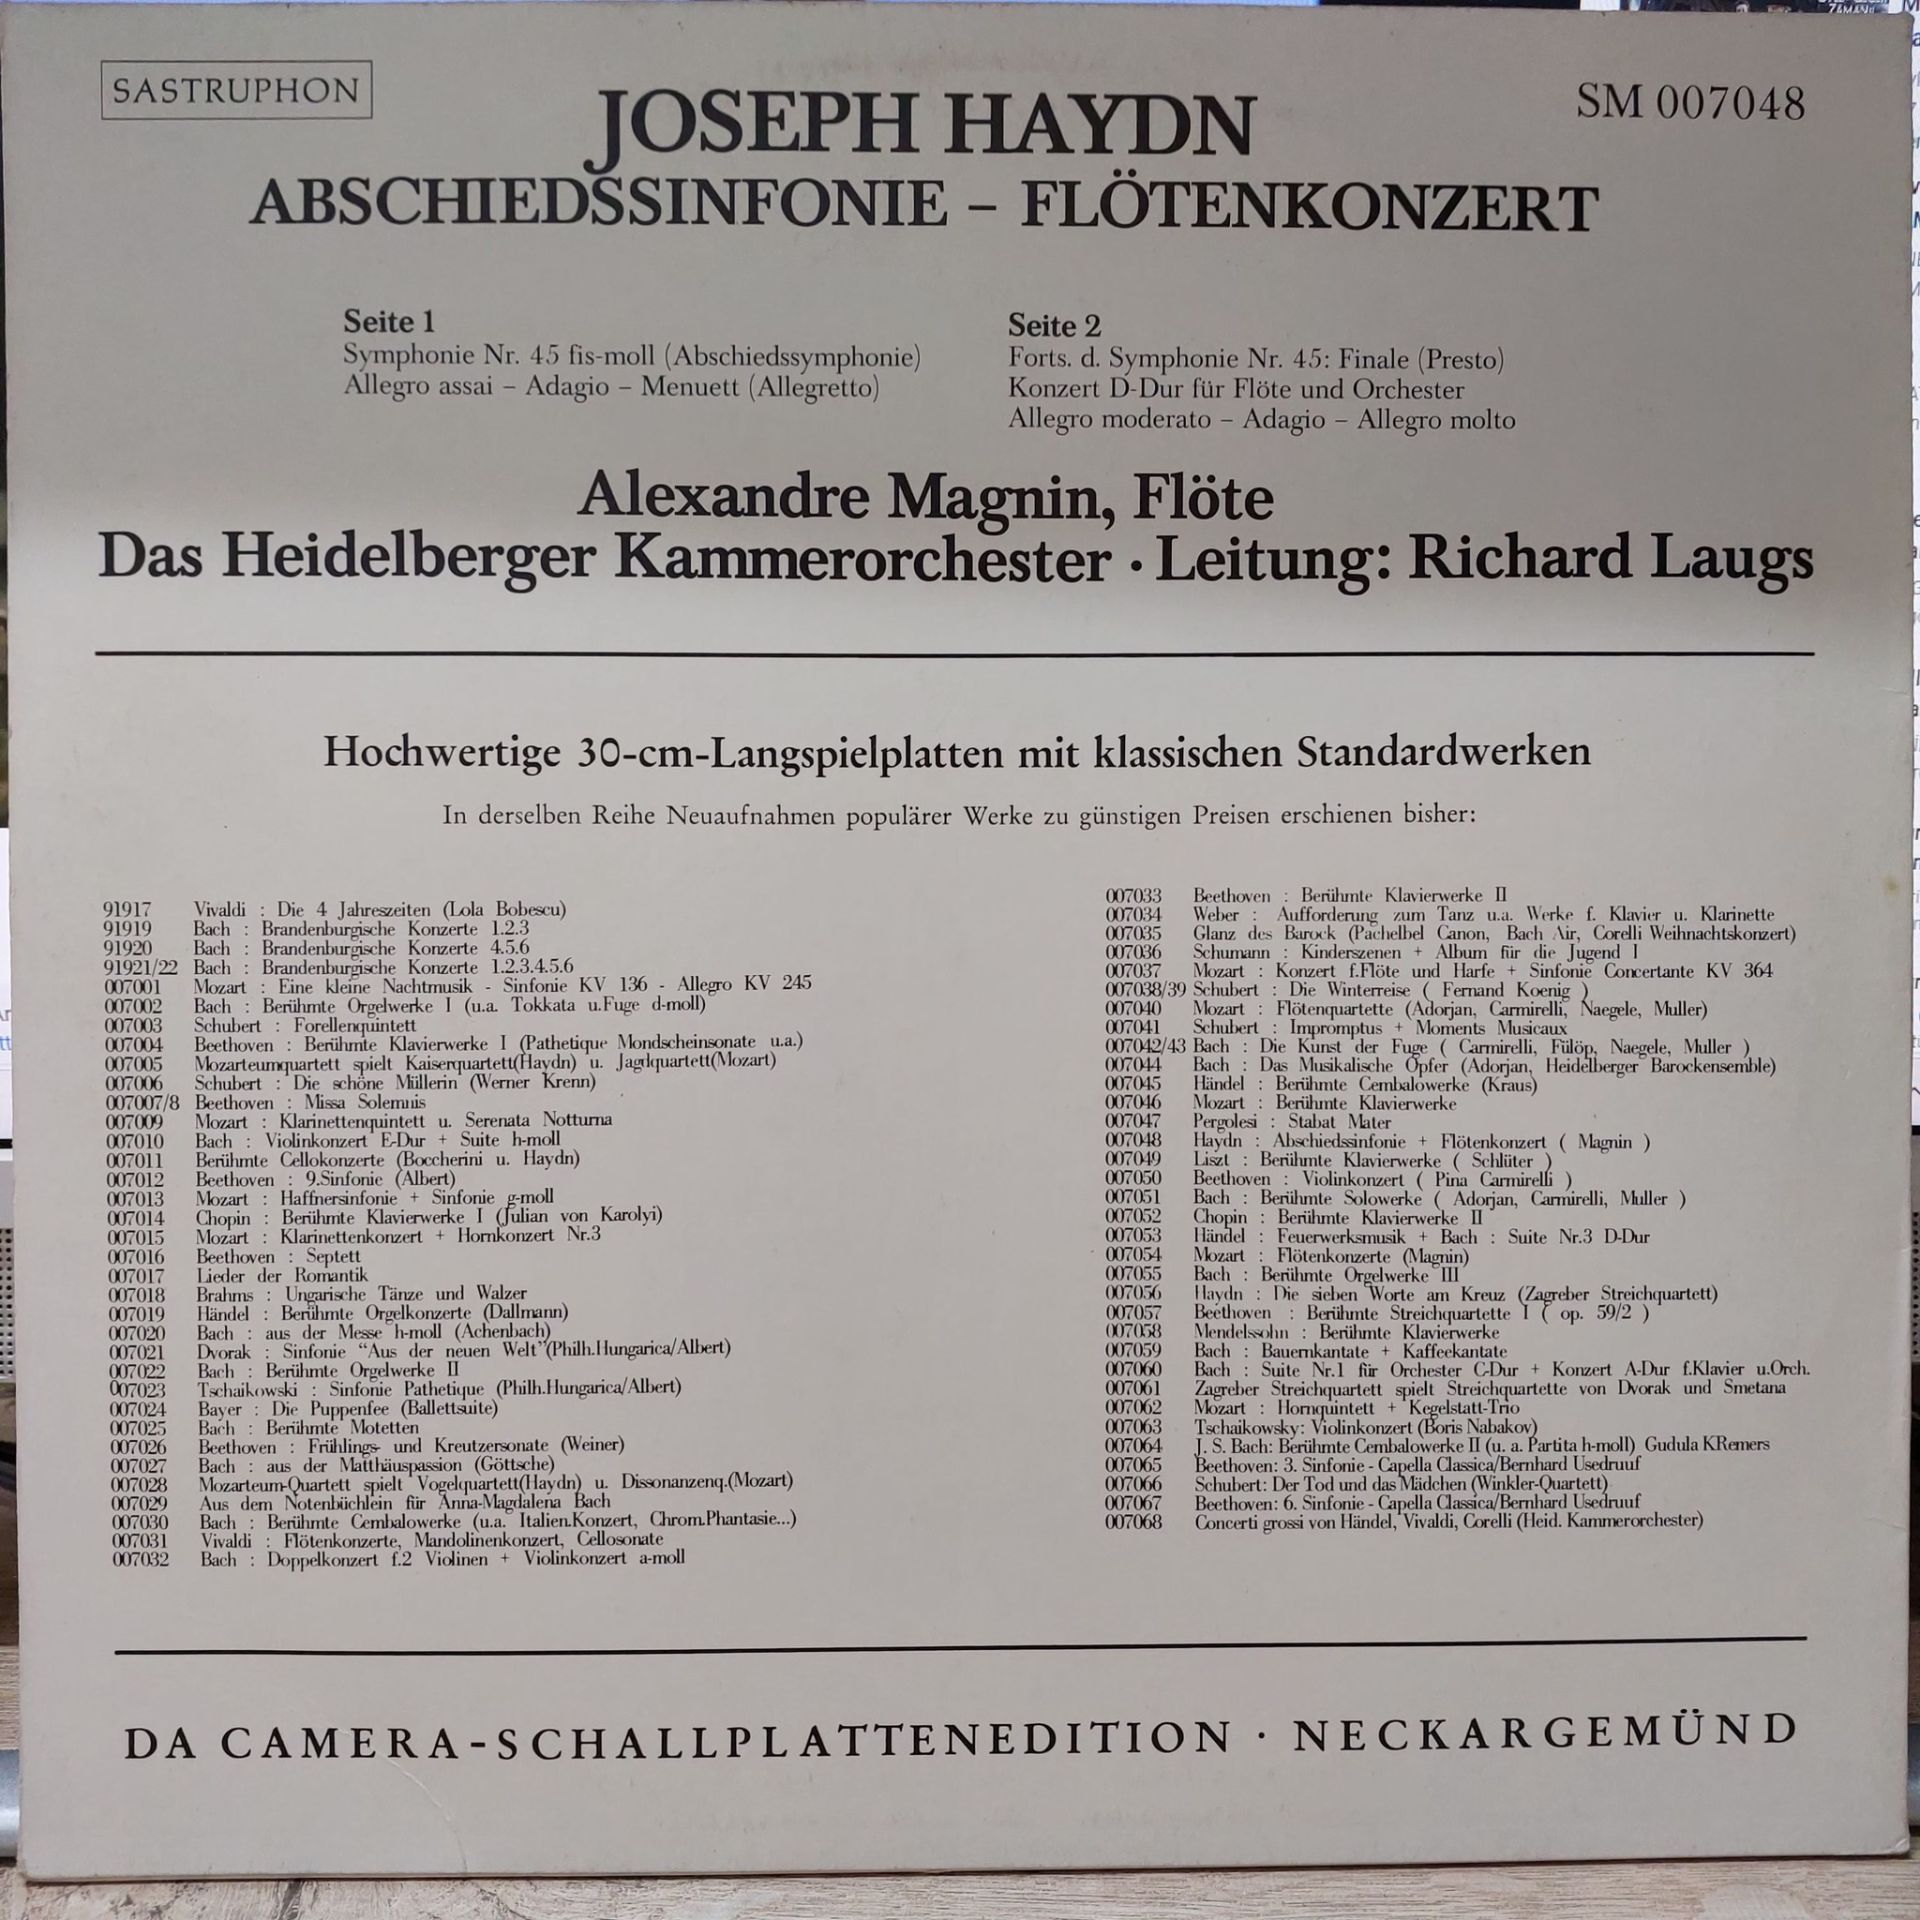 SASTRUPHON
SM 007048
JOSEPH HAYDN
ABSCHIEDSSINFONIE – FLÖTENKONZERT
Seite 1
Symphonie Nr. 45 fis-moll (Abschiedssymphonie)
Allegro assai – Adagio – Menuett (Allegretto)
Seite 2
Forts. d. Symphonie Nr. 45: Finale (Presto)
Konzert D-Dur für Flöte und Orchester
Allegro moderato – Adagio – Allegro molto
Alexandre Magnin, Flöte
Das Heidelberger Kammerorchester · Leitung: Richard Laugs
Hochwertige 30-cm-Langspielplatten mit klassischen Standardwerken
In derselben Reihe Neuaufnahmen populärer Werke zu günstigen Preisen erschienen bisher:
91917 Vivaldi : Die 4 Jahreszeiten (Lola Bobescu)
91919 Bach : Brandenburgische Konzerte 1.2.3
91920 Bach : Brandenburgische Konzerte 4.5.6
91921/22 Bach : Brandenburgische Konzerte 1.2.3.4.5.6
007001 Mozart : Eine kleine Nachtmusik - Sinfonie KV 136 - Allegro KV 245
007002 Bach : Berühmte Orgelwerke I (u.a. Tokkata u.Fuge d-moll)
007003 Schubert : Forellenquintett
007004 Beethoven : Berühmte Klavierwerke I (Pathetique Mondscheinsonate u.a.)
007005 Mozarteumquartett spielt Kaiserquartett(Haydn) u. Jagdquartett(Mozart)
007006 Schubert : Die schöne Müllerin (Werner Krenn)
007007/8 Beethoven : Missa Solemnis
007009 Mozart : Klarinettenquintett u. Serenata Notturna
007010 Bach : Violinkonzert E-Dur + Suite h-moll
007011 Berühmte Cellokonzerte (Boccherini u. Haydn)
007012 Beethoven : 9.Sinfonie (Albert)
007013 Mozart : Haffnersinfonie + Sinfonie g-moll
007014 Chopin : Berühmte Klavierwerke I (Julian von Karolyi)
007015 Mozart : Klarinettenkonzert + Hornkonzert Nr.3
007016 Beethoven : Septett
007017 Lieder der Romantik
007018 Brahms : Ungarische Tänze und Walzer
007019 Händel : Berühmte Orgelkonzerte (Dallmann)
007020 Bach : aus der Messe h-moll (Achenbach)
007021 Dvorak : Sinfonie "Aus der neuen Welt"(Philh.Hungarica/Albert)
007022 Bach : Berühmte Orgelwerke II
007023 Tschaikowski : Sinfonie Pathetique (Philh.Hungarica/Albert)
007024 Bayer : Die Puppenfee (Ballettsuite)
007025 Bach : Berühmte Motetten
007026 Beethoven : Frühlings- und Kreutzersonate (Weiner)
007027 Bach : aus der Matthäuspassion (Göttsche)
007028 Mozarteum-Quartett spielt Vogelquartett(Haydn) u. Dissonanzenq.(Mozart)
007029 Aus dem Notenbüchlein für Anna-Magdalena Bach
007030 Bach : Berühmte Cembalowerke (u.a. Italien.Konzert, Chrom.Phantasie...)
007031 Vivaldi : Flötenkonzerte, Mandolinenkonzert, Cellosonate
007032 Bach : Doppelkonzert f.2 Violinen + Violinkonzert a-moll
007033 Beethoven : Berühmte Klavierwerke II
007034 Weber : Aufforderung zum Tanz u.a. Werke f. Klavier u. Klarinette
007035 Glanz des Barock (Pachelbel Canon, Bach Air, Corelli Weihnachtskonzert)
007036 Schumann : Kinderszenen + Album für die Jugend I
007037 Mozart : Konzert f.Flöte und Harfe + Sinfonie Concertante KV 364
007038/39 Schubert : Die Winterreise ( Fernand Koenig )
007040 Mozart : Flötenquartette (Adorjan, Carmirelli, Naegele, Muller)
007041 Schubert : Impromptus + Moments Musicaux
007042/43 Bach : Die Kunst der Fuge ( Carmirelli, Fülöp, Naegele, Muller )
007044 Bach : Das Musikalische Opfer (Adorjan, Heidelberger Barockensemble)
007045 Händel : Berühmte Cembalowerke (Kraus)
007046 Mozart : Berühmte Klavierwerke
007047 Pergolesi : Stabat Mater
007048 Haydn : Abschiedssinfonie + Flötenkonzert ( Magnin )
007049 Liszt : Berühmte Klavierwerke ( Schlüter )
007050 Beethoven : Violinkonzert ( Pina Carmirelli )
007051 Bach : Berühmte Solowerke ( Adorjan, Carmirelli, Muller )
007052 Chopin : Berühmte Klavierwerke II
007053 Händel : Feuerwerksmusik + Bach : Suite Nr.3 D-Dur
007054 Mozart : Flötenkonzerte (Magnin)
007055 Bach : Berühmte Orgelwerke III
007056 Haydn : Die sieben Worte am Kreuz (Zagreber Streichquartett)
007057 Beethoven : Berühmte Streichquartette I ( op. 59/2 )
007058 Mendelssohn : Berühmte Klavierwerke
007059 Bach : Bauernkantate + Kaffeekantate
007060 Bach : Suite Nr.1 für Orchester C-Dur + Konzert A-Dur f.Klavier u.Orch.
007061 Zagreber Streichquartett spielt Streichquartette von Dvorak und Smetana
007062 Mozart : Hornquintett + Kegelstatt-Trio
007063 Tschaikowsky: Violinkonzert (Boris Nabakov)
007064 J. S. Bach: Berühmte Cembalowerke II (u. a. Partita h-moll) Gudula KRemers
007065 Beethoven: 3. Sinfonie - Capella Classica/Bernhard Usedruuf
007066 Schubert: Der Tod und das Mädchen (Winkler-Quartett)
007067 Beethoven: 6. Sinfonie - Capella Classica/Bernhard Usedruuf
007068 Concerti grossi von Händel, Vivaldi, Corelli (Heid. Kammerorchester)
DA CAMERA-SCHALLPLATTENEDITION · NECKARGEMÜND